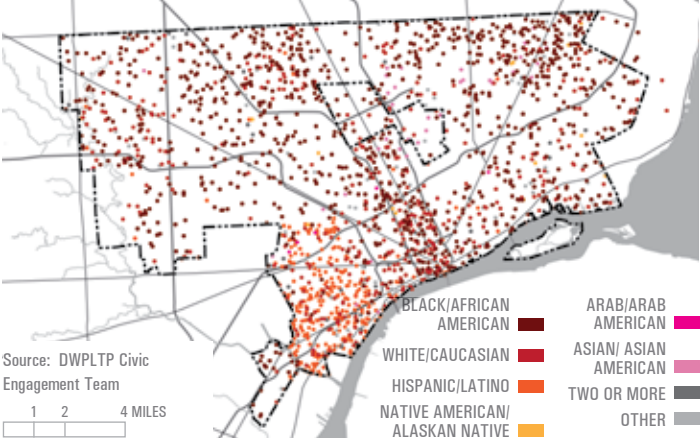 BLACK/AFRICAN
AMERICAN
WHITE/CAUCASIAN
HISPANIC/LATINO
NATIVE AMERICAN/
ALASKAN NATIVE
ARAB/ARAB
AMERICAN
ASIAN/ ASIAN
AMERICAN
TWO OR MORE
OTHER
Source: DWPLTP Civic
Engagement Team
1 2 4 MILES